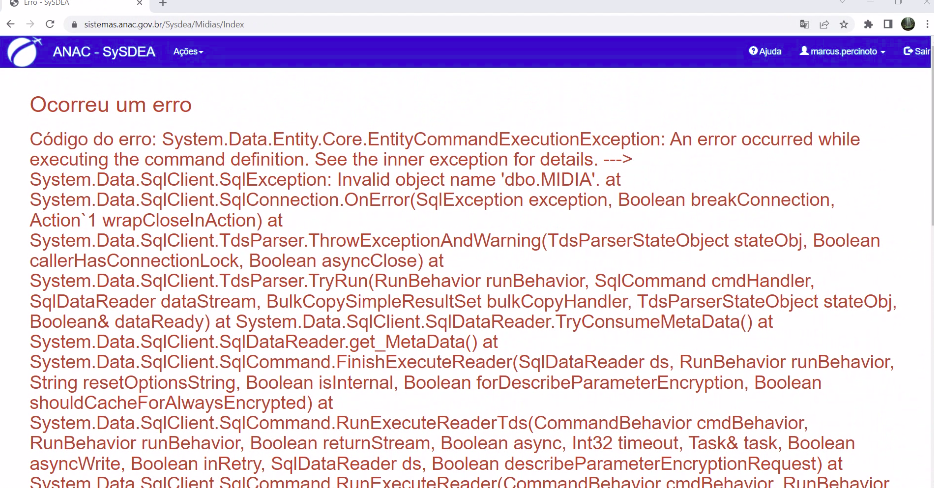 Erro - SySDEA
sistemas.anac.gov.br/Sysdea/Midias/Index
ANAC - SySDEA Ações Ajuda marcus.percinoto Sair
Ocorreu um erro
Código do erro: System.Data.Entity.Core.EntityCommandExecutionException: An error occurred while
executing the command definition. See the inner exception for details. --->
System.Data.SqlClient.SqlException: Invalid object name 'dbo.MIDIA'. at
System.Data.SqlClient.SqlConnection.OnError(SqlException exception, Boolean breakConnection,
Action`1 wrapCloseInAction) at
System.Data.SqlClient.TdsParser.ThrowExceptionAndWarning(TdsParserStateObject stateObj, Boolean
callerHasConnectionLock, Boolean asyncClose) at
System.Data.SqlClient.TdsParser.TryRun(RunBehavior runBehavior, SqlCommand cmdHandler,
SqlDataReader dataStream, BulkCopySimpleResultSet bulkCopyHandler, TdsParserStateObject stateObj,
Boolean& dataReady) at System.Data.SqlClient.SqlDataReader.TryConsumeMetaData() at
System.Data.SqlClient.SqlDataReader.get_MetaData() at
System.Data.SqlClient.SqlCommand.FinishExecuteReader(SqlDataReader ds, RunBehavior runBehavior,
String resetOptionsString, Boolean isInternal, Boolean forDescribeParameterEncryption, Boolean
shouldCacheForAlwaysEncrypted) at
System.Data.SqlClient.SqlCommand.RunExecuteReaderTds(CommandBehavior cmdBehavior,
RunBehavior runBehavior, Boolean returnStream, Boolean async, Int32 timeout, Task& task, Boolean
asyncWrite, Boolean inRetry, SqlDataReader ds, Boolean describeParameterEncryptionRequest) at
System.Data.SqlClient.SqlCommand.RunExecuteReader(CommandBehavior cmdBehavior, RunBehavior